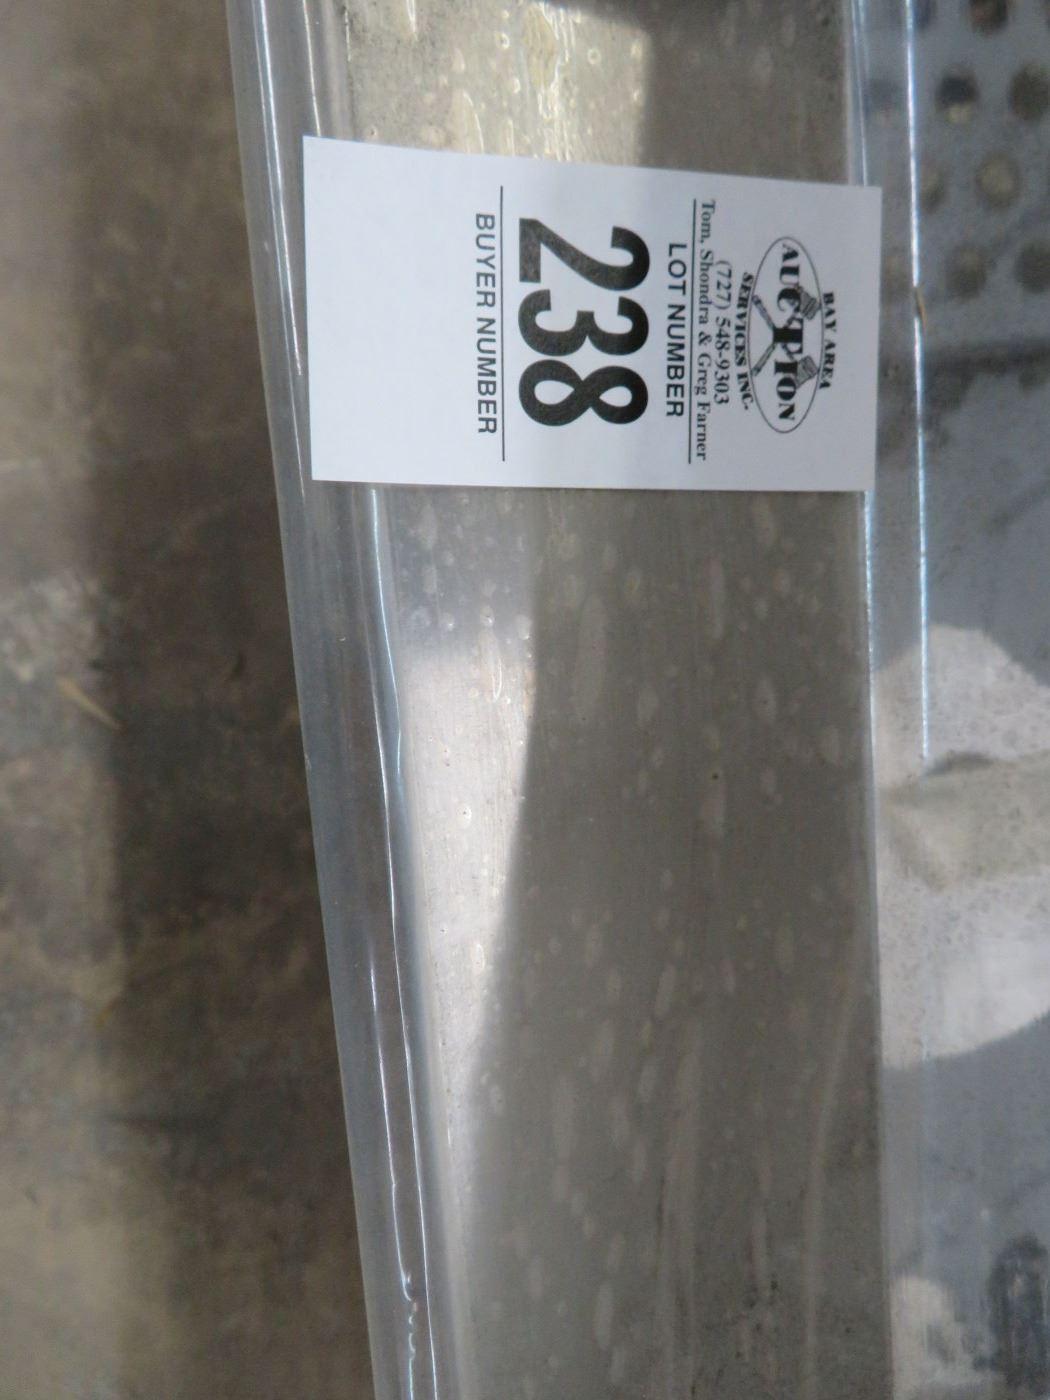 BAY AREA
AUCTION
SERVICES INC.
(727) 548-9303
Tom, Shondra & Greg Farner
LOT NUMBER
238
BUYER NUMBER